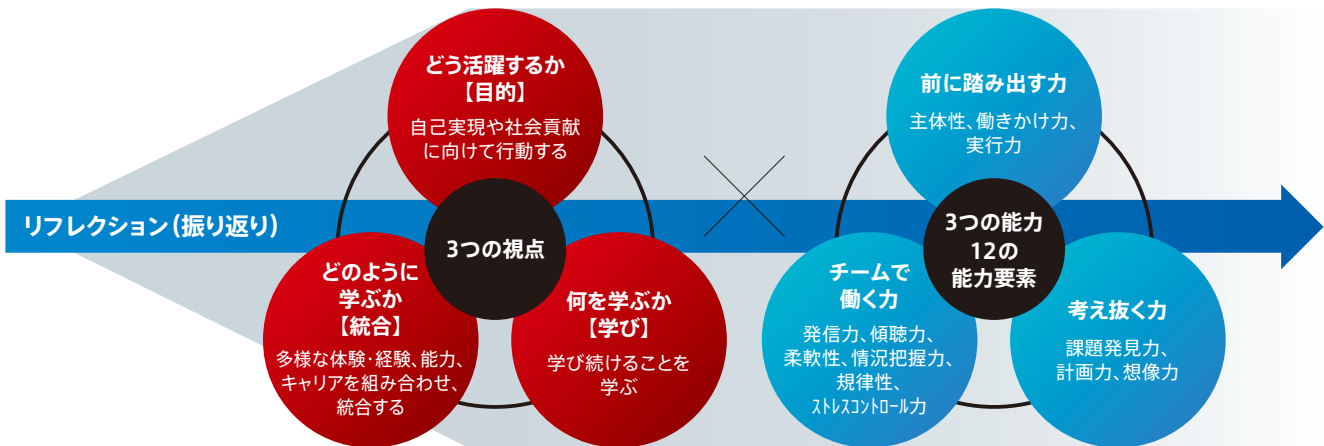 リフレクション(振り返り)
どう活躍するか
【目的】
自己実現や社会貢献
に向けて行動する
3つの視点
どのように
学ぶか
【統合】
多様な体験・経験、能力、
キャリアを組み合わせ、
統合する
何を学ぶか
【学び】
学び続けることを
学ぶ
前に踏み出す力
主体性、働きかけ力、
実行力
3つの能力
12の
能力要素
チームで
働く力
発信力、傾聴力、
柔軟性、情況把握力、
規律性、
ストレスコントロール力
考え抜く力
課題発見力、
計画力、想像力